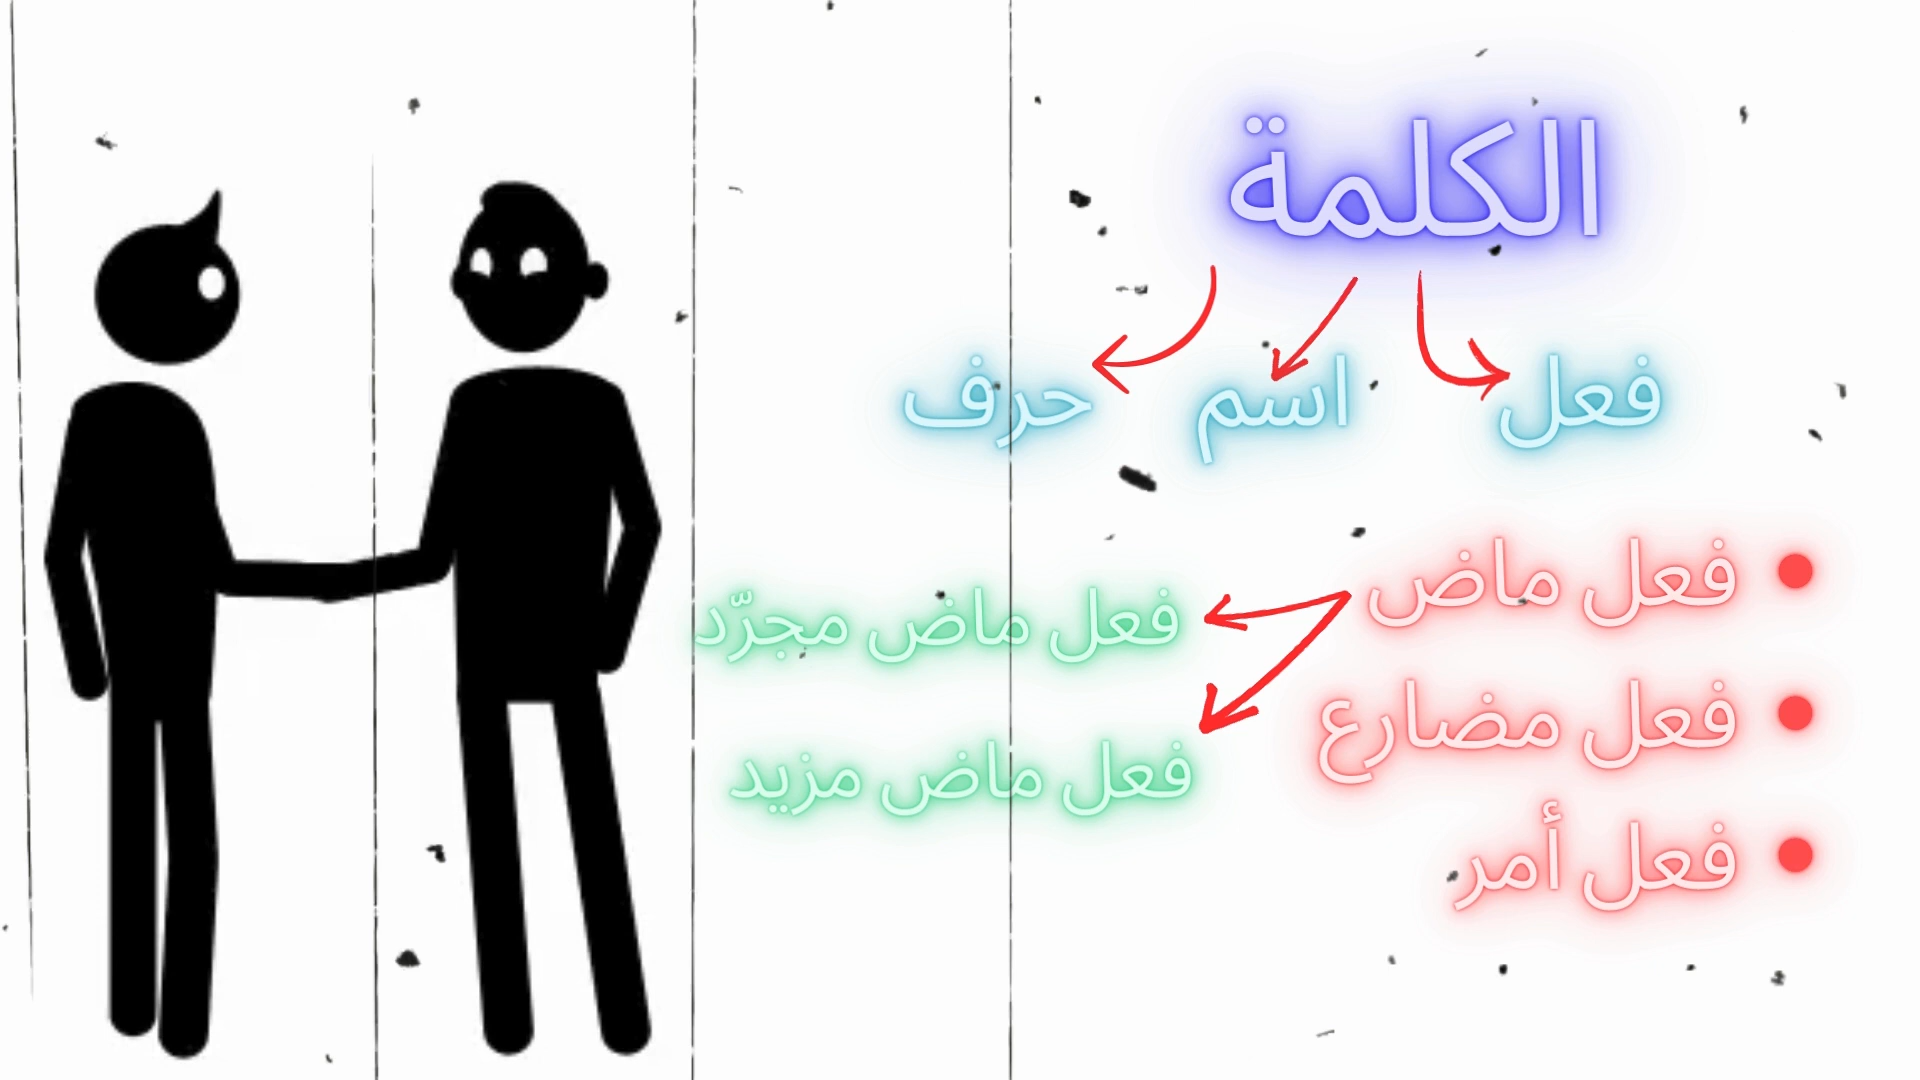 الكلمة
فعل اسم حرف
فعل ماض
فعل ماض مجرّد
فعل مضارع
فعل ماض مزيد
فعل أمر